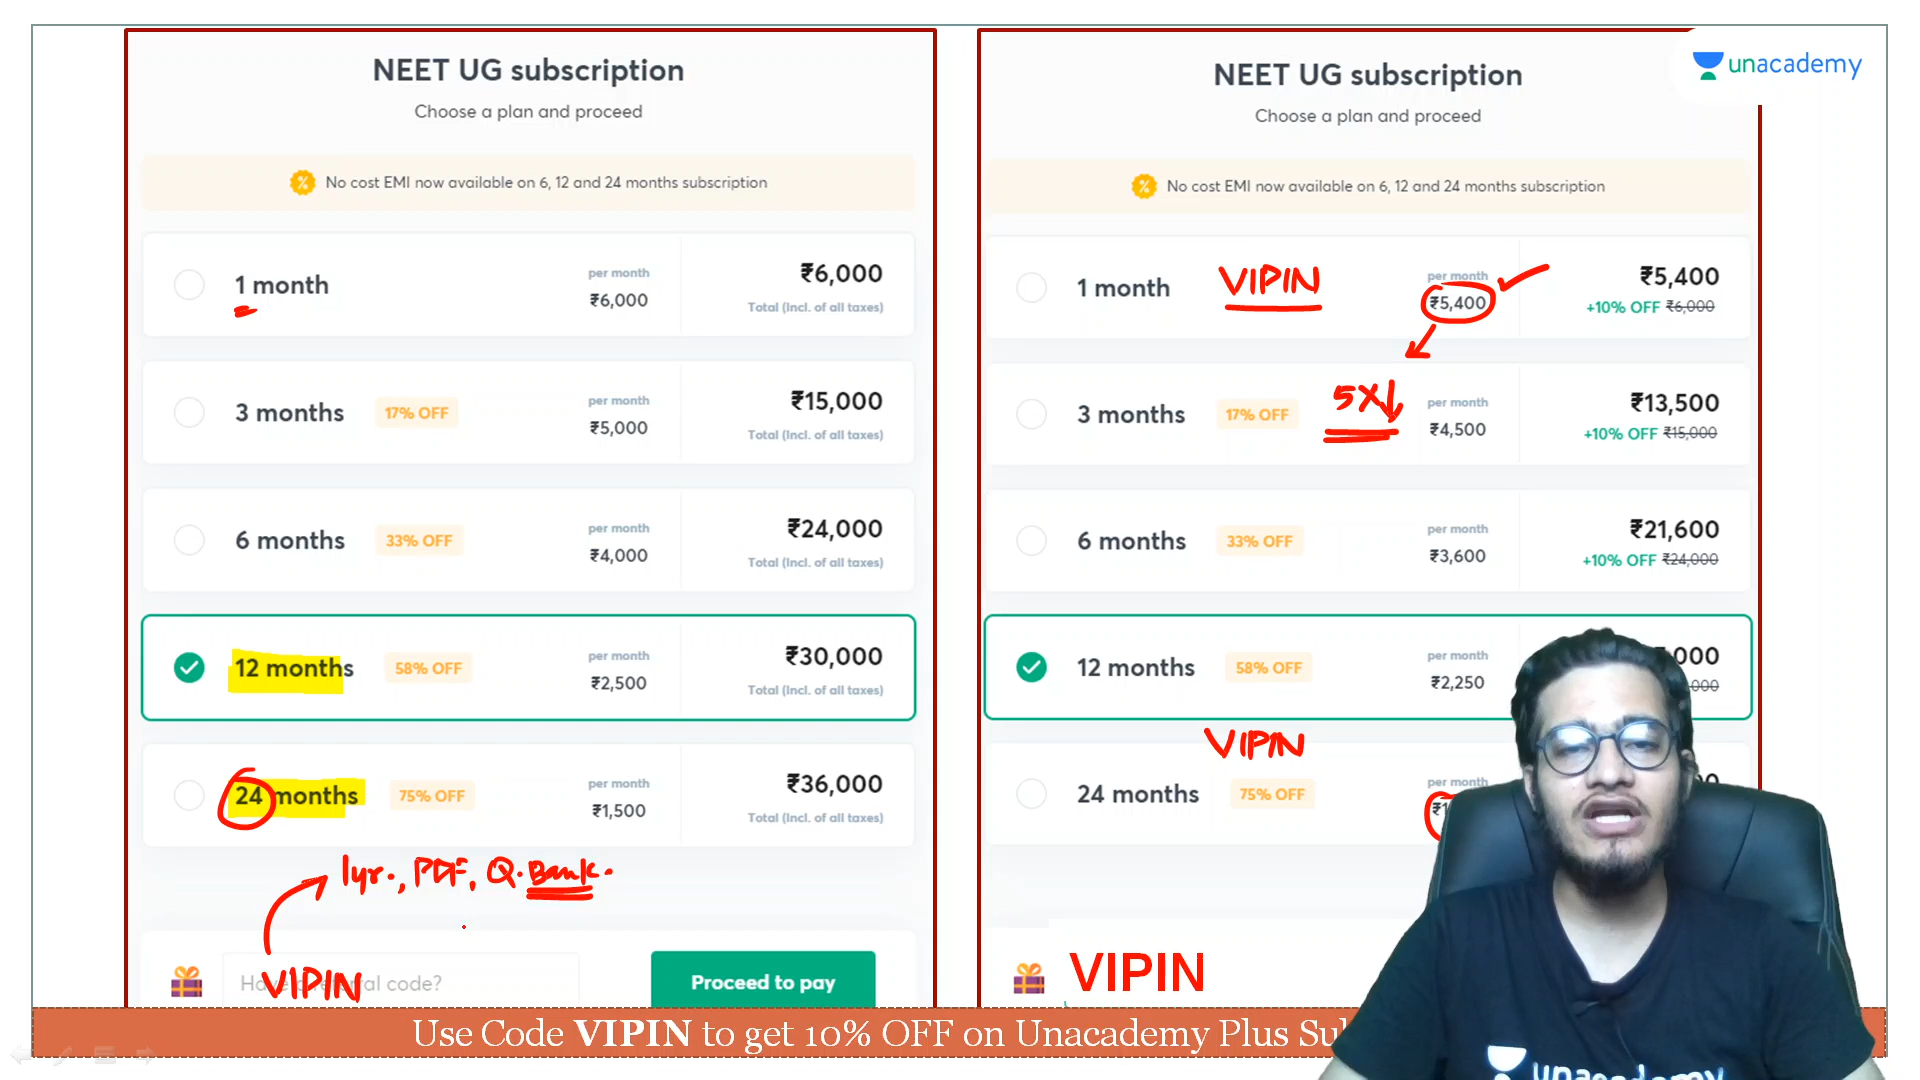 NEET UG subscription
Choose a plan and proceed
No cost EMI now available on 6, 12 and 24 months subscription
1 month
per month
₹6,000
₹6,000
Total (Incl. of all taxes)
3 months
17% OFF
per month
₹5,000
₹15,000
Total (Incl. of all taxes)
6 months
33% OFF
per month
₹4,000
₹24,000
Total (Incl. of all taxes)
12 months
58% OFF
per month
₹2,500
₹30,000
Total (Incl. of all taxes)
24 months
75% OFF
per month
₹1,500
₹36,000
Total (Incl. of all taxes)
1yr., PDF, Q. Bank.
VIPIN
code?
Proceed to pay
unacademy
NEET UG subscription
Choose a plan and proceed
No cost EMI now available on 6, 12 and 24 months subscription
1 month
VIPIN
per month
₹5,400
₹5,400
+10% OFF ₹6,000
3 months
17% OFF
5X↓
per month
₹4,500
₹13,500
+10% OFF ₹15,000
6 months
33% OFF
per month
₹3,600
₹21,600
+10% OFF ₹24,000
12 months
58% OFF
per month
₹2,250
VIPIN
24 months
75% OFF
per month
VIPIN
Use Code VIPIN to get 10% OFF on Unacademy Plus
unacademy